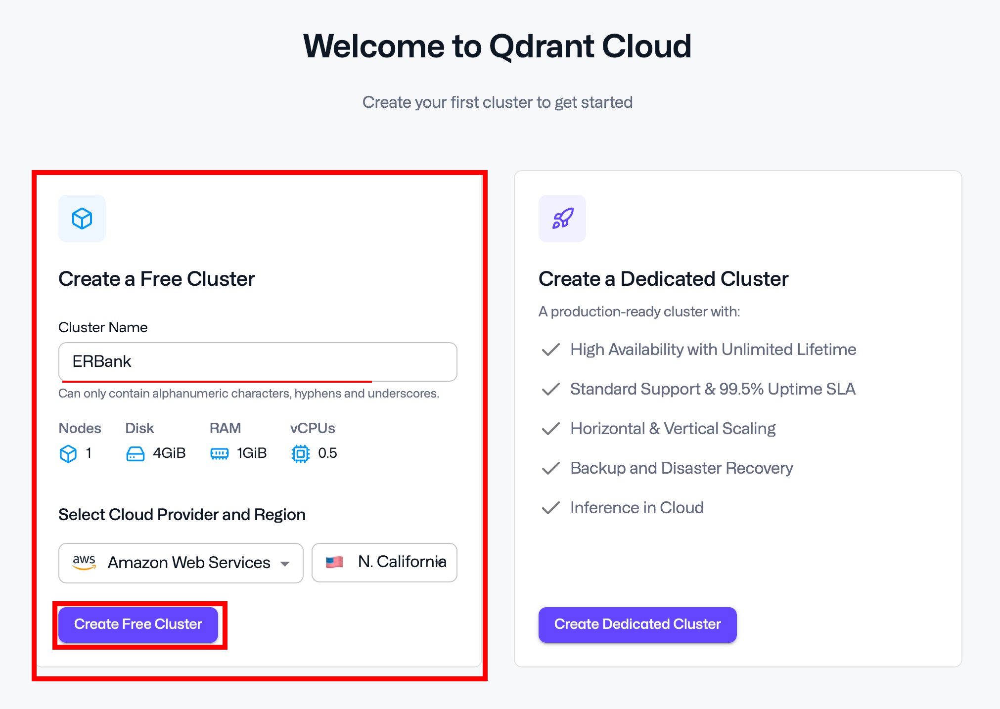 Welcome to Qdrant Cloud
Create your first cluster to get started
Create a Free Cluster
Cluster Name
ERBank
Can only contain alphanumeric characters, hyphens and underscores.
Nodes Disk RAM vCPUs
1 4GiB 1GiB 0.5
Select Cloud Provider and Region
aws Amazon Web Services N. California
Create Free Cluster
Create a Dedicated Cluster
A production-ready cluster with:
High Availability with Unlimited Lifetime
Standard Support & 99.5% Uptime SLA
Horizontal & Vertical Scaling
Backup and Disaster Recovery
Inference in Cloud
Create Dedicated Cluster